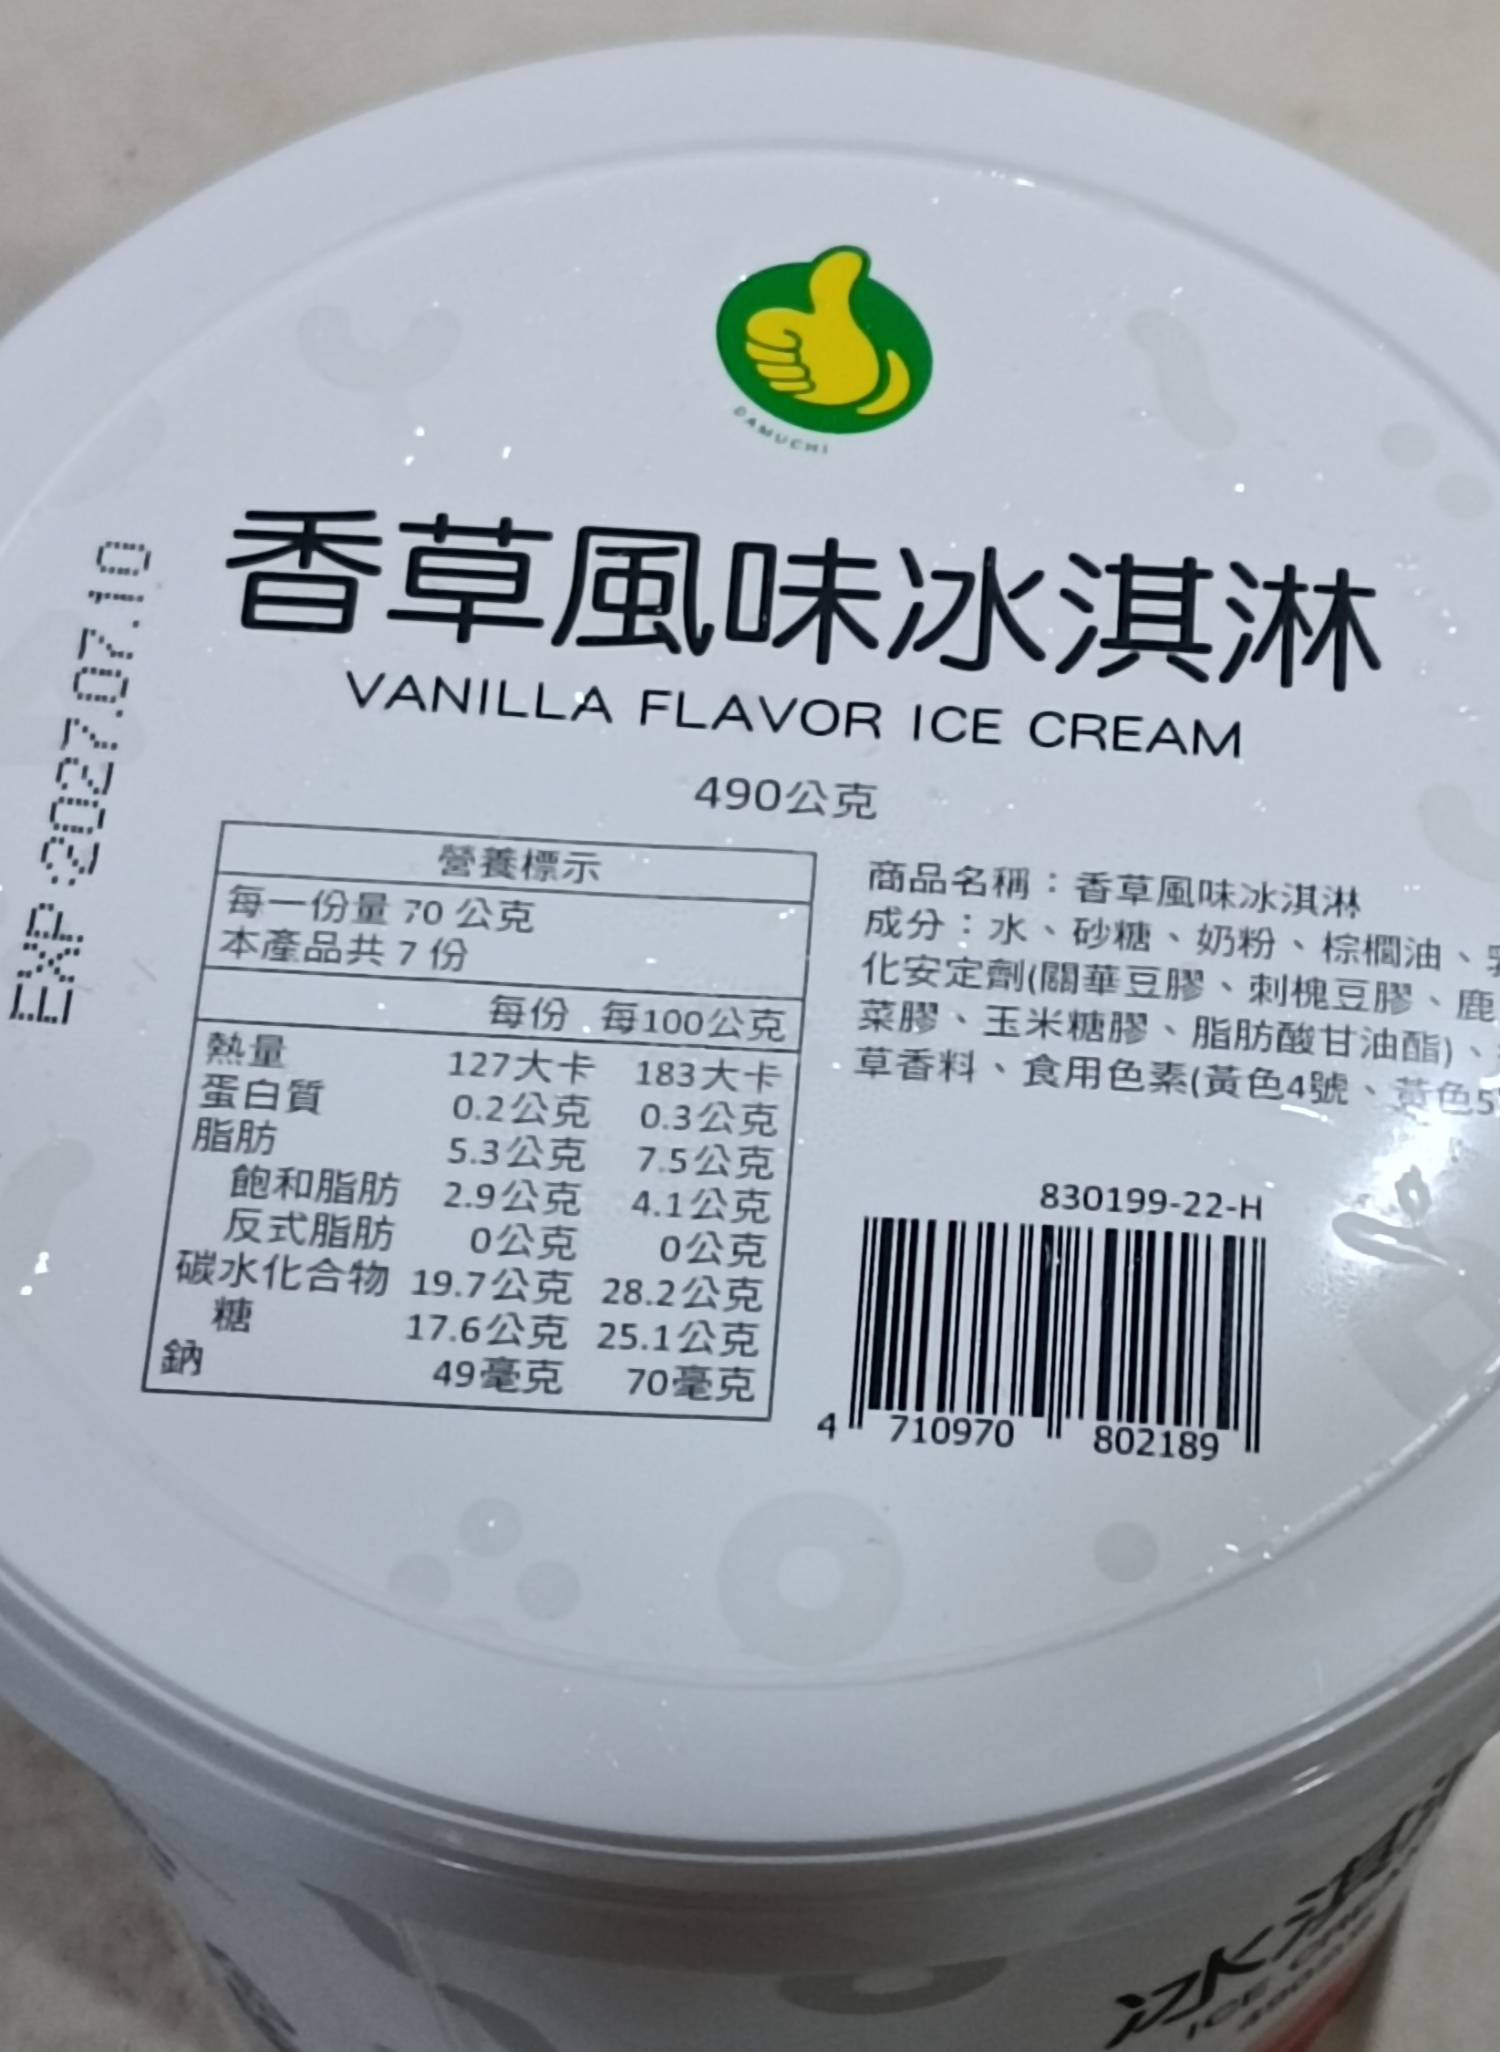 DAMUCHI
香草風味冰淇淋
VANILLA FLAVOR ICE CREAM
490公克
EXP:2027.07.10
營養標示
每一份量 70 公克
本產品共 7 份
每份 每100公克
熱量 127大卡 183大卡
蛋白質 0.2公克 0.3公克
脂肪 5.3公克 7.5公克
飽和脂肪 2.9公克 4.1公克
反式脂肪 0公克 0公克
碳水化合物 19.7公克 28.2公克
糖 17.6公克 25.1公克
鈉 49毫克 70毫克
商品名稱：香草風味冰淇淋
成分：水、砂糖、奶粉、棕櫚油、
化安定劑(關華豆膠、刺槐豆膠、鹿
菜膠、玉米糖膠、脂肪酸甘油酯)、
草香料、食用色素(黃色4號、黃色5
830199-22-H
4 710970 802189
冰淇
ICE